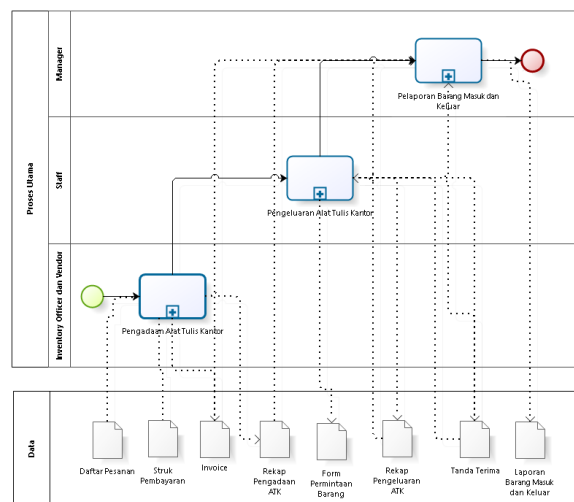 Proses Utama
Manager
Pelaporan Barang Masuk dan
Keluar
Staff
Pengeluaran Alat Tulis Kantor
Inventory Officer dan Vendor
Pengadaan Alat Tulis Kantor
Data
Daftar Pesanan
Struk
Pembayaran
Invoice
Rekap
Pengadaan
ATK
Form
Permintaan
Barang
Rekap
Pengeluaran
ATK
Tanda Terima
Laporan
Barang Masuk
dan Keluar